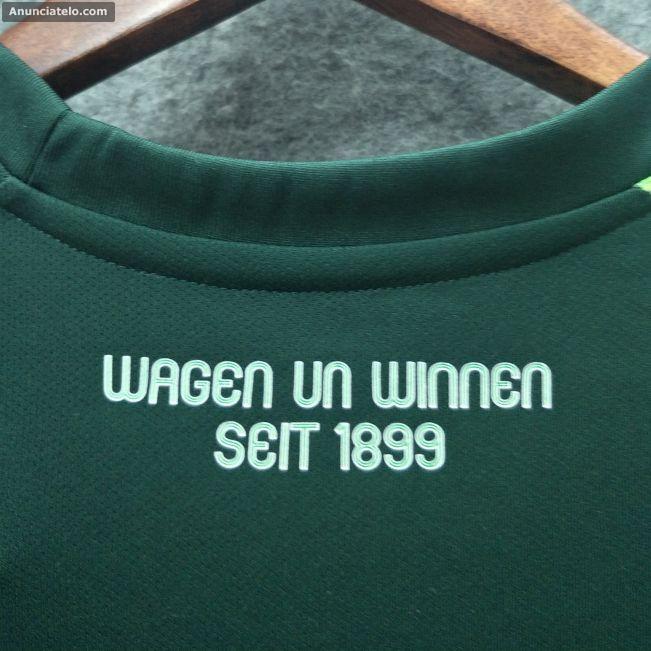 Anunciatelo.com
WAGEN UN WINNEN
SEIT 1899